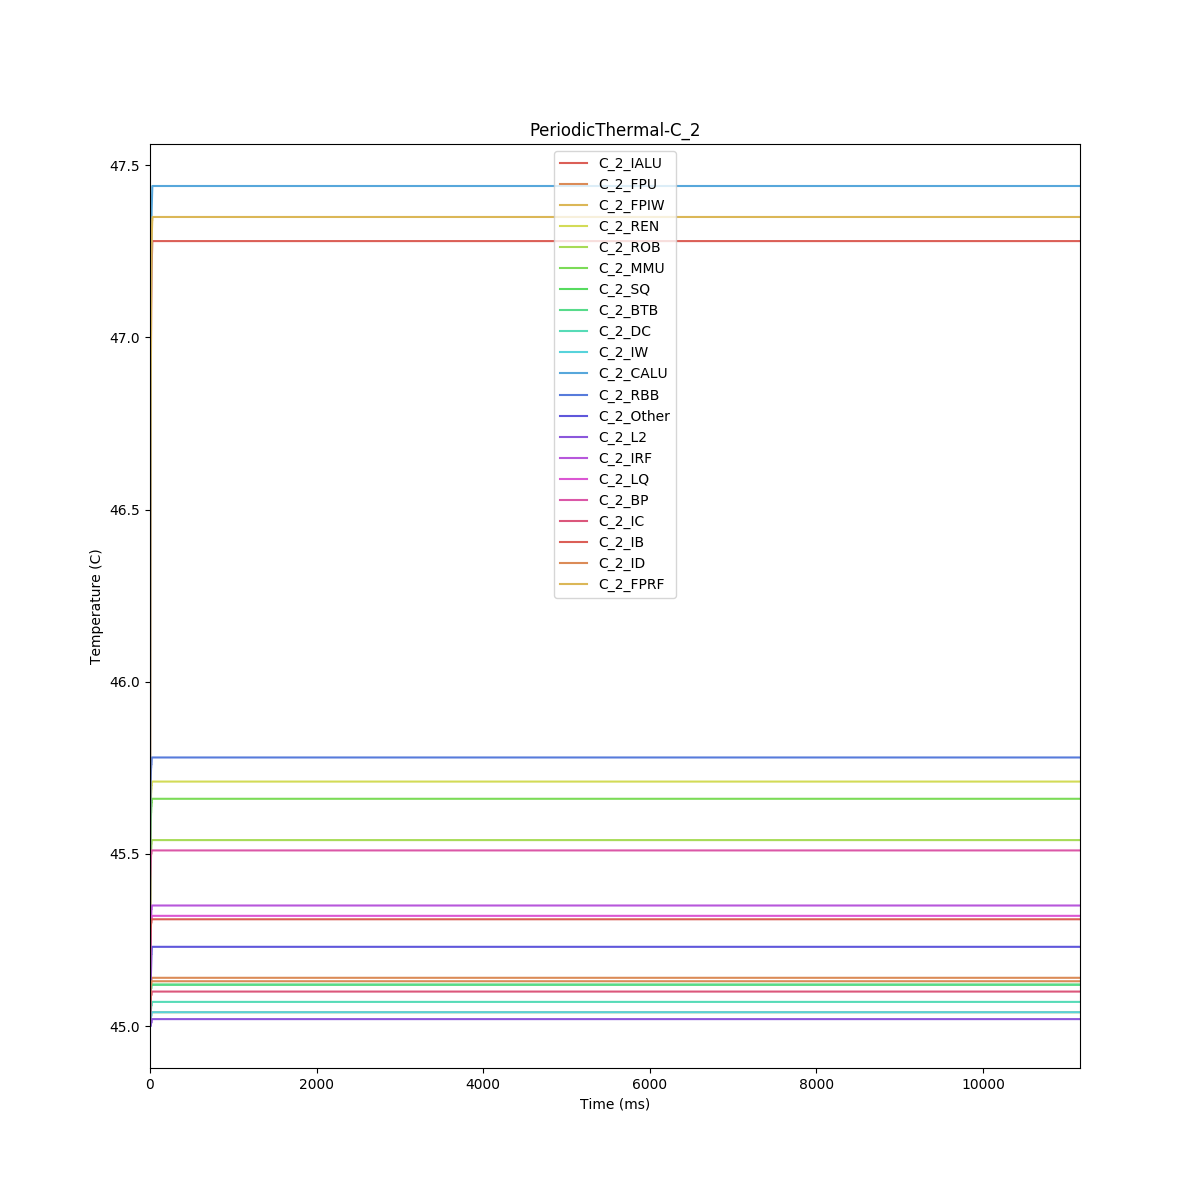 PeriodicThermal-C_2
47.5
47.0
46.5
46.0
45.5
45.0
Temperature (C)
C_2_IALU
C_2_FPU
C_2_FPIW
C_2_REN
C_2_ROB
C_2_MMU
C_2_SQ
C_2_BTB
C_2_DC
C_2_IW
C_2_CALU
C_2_RBB
C_2_Other
C_2_L2
C_2_IRF
C_2_LQ
C_2_BP
C_2_IC
C_2_IB
C_2_ID
C_2_FPRF
0 2000 4000 6000 8000 10000
Time (ms)